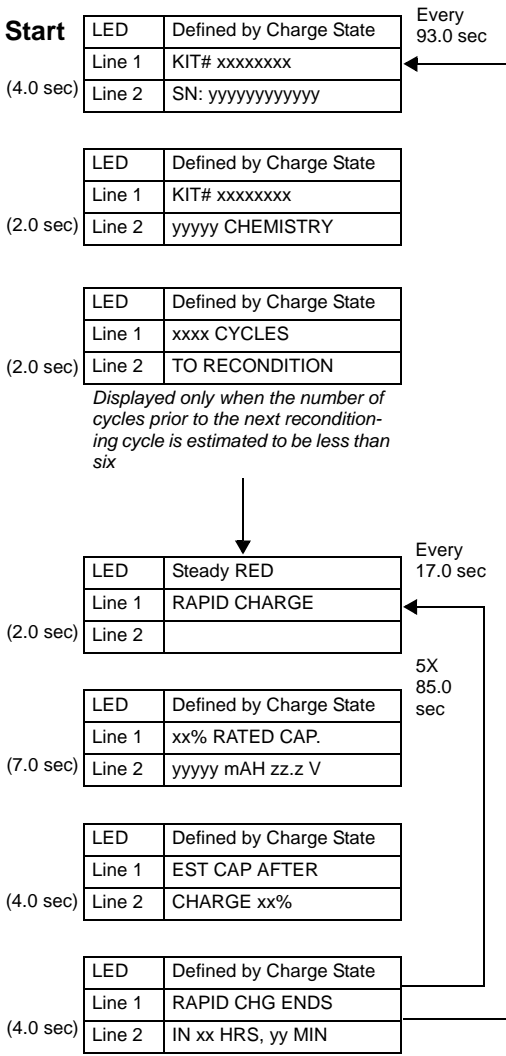 Start
LED Defined by Charge State
Every
93.0 sec
Line 1 KIT# xxxxxxxx
(4.0 sec) Line 2 SN: yyyyyyyyyyyy
LED Defined by Charge State
Line 1 KIT# xxxxxxxx
(2.0 sec) Line 2 yyyyy CHEMISTRY
LED Defined by Charge State
Line 1 xxxx CYCLES
(2.0 sec) Line 2 TO RECONDITION
Displayed only when the number of
cycles prior to the next recondition-
ing cycle is estimated to be less than
six
LED Steady RED
Every
17.0 sec
Line 1 RAPID CHARGE
(2.0 sec) Line 2
5X
85.0
sec
LED Defined by Charge State
Line 1 xx% RATED CAP.
(7.0 sec) Line 2 yyyyy mAH zz.z V
LED Defined by Charge State
Line 1 EST CAP AFTER
(4.0 sec) Line 2 CHARGE xx%
LED Defined by Charge State
Line 1 RAPID CHG ENDS
(4.0 sec) Line 2 IN xx HRS, yy MIN